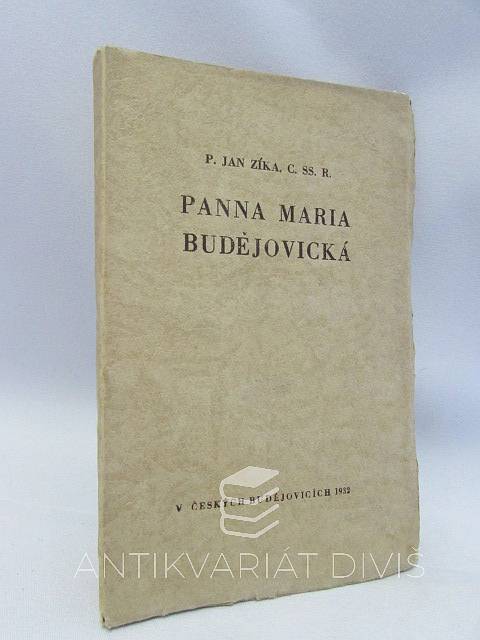 P. JAN ZÍKA, C. SS. R.
PANNA MARIA
BUDĚJOVICKÁ
V ČESKÝCH BUDĚJOVICÍCH 1932
ANTIKVARIÁT DIVIŠ